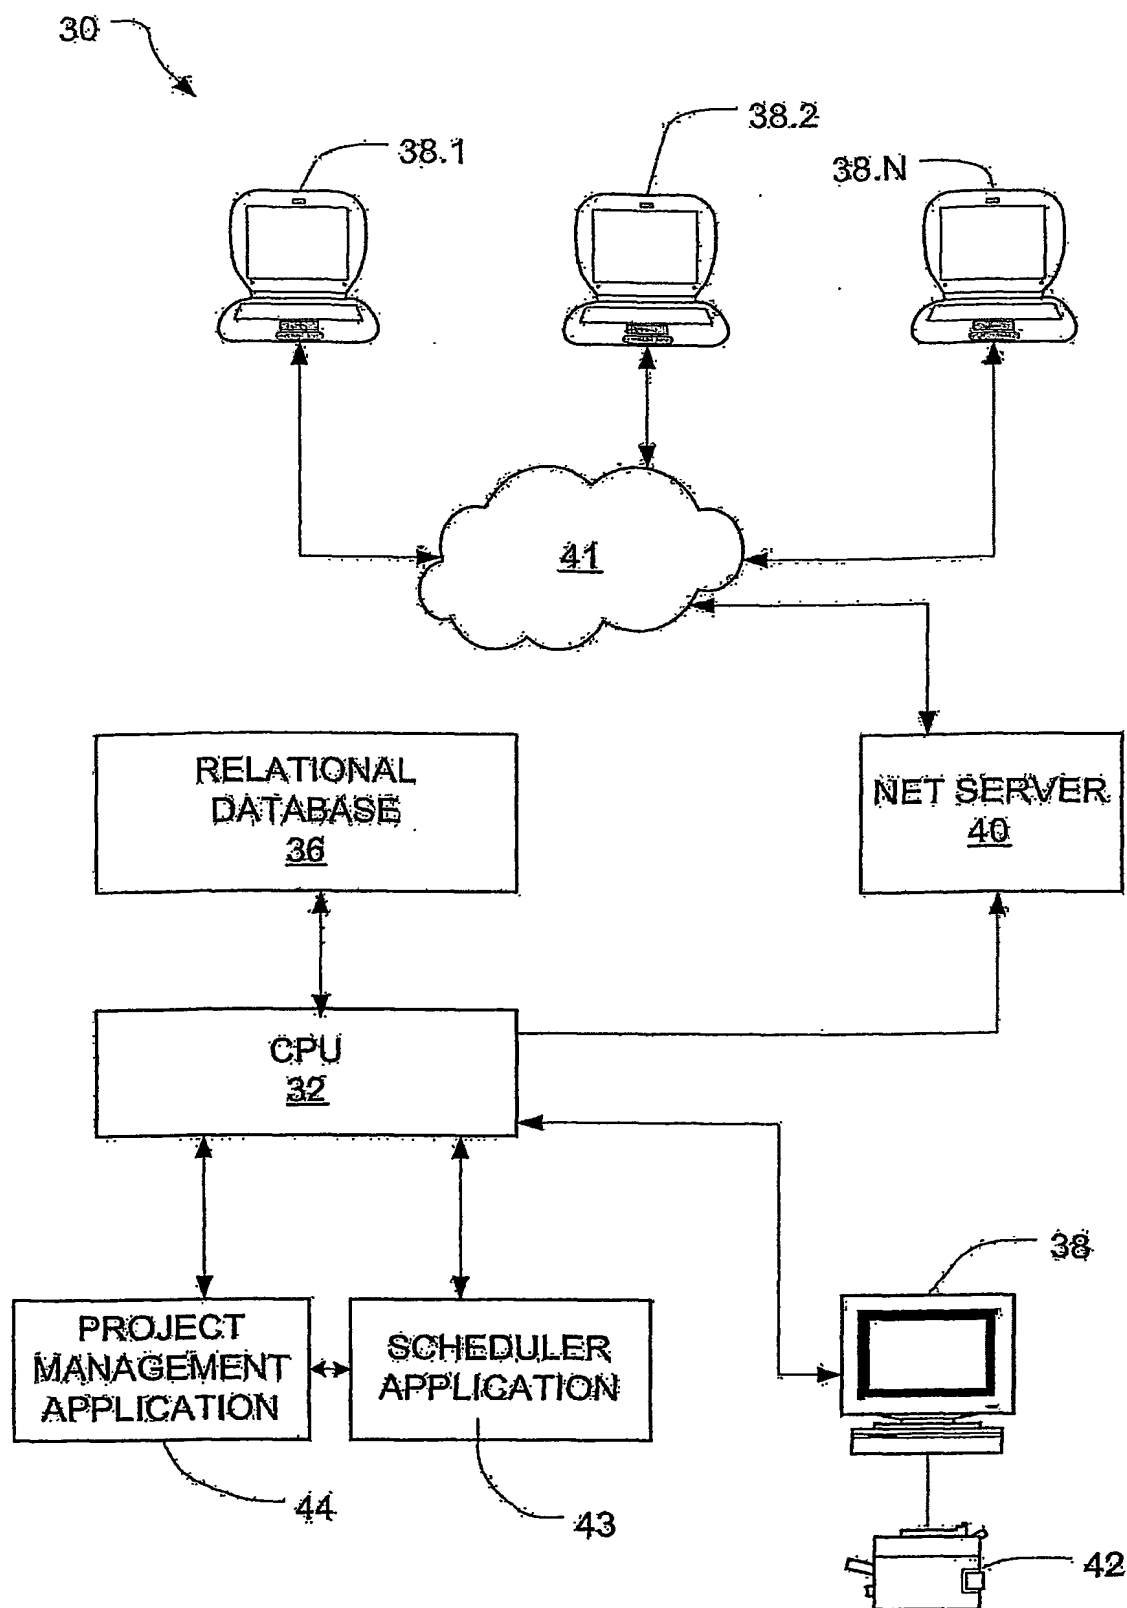 30
38.1
38.2
38.N
41
RELATIONAL
DATABASE
36
NET SERVER
40
CPU
32
38
PROJECT
MANAGEMENT
APPLICATION
SCHEDULER
APPLICATION
44
43
42